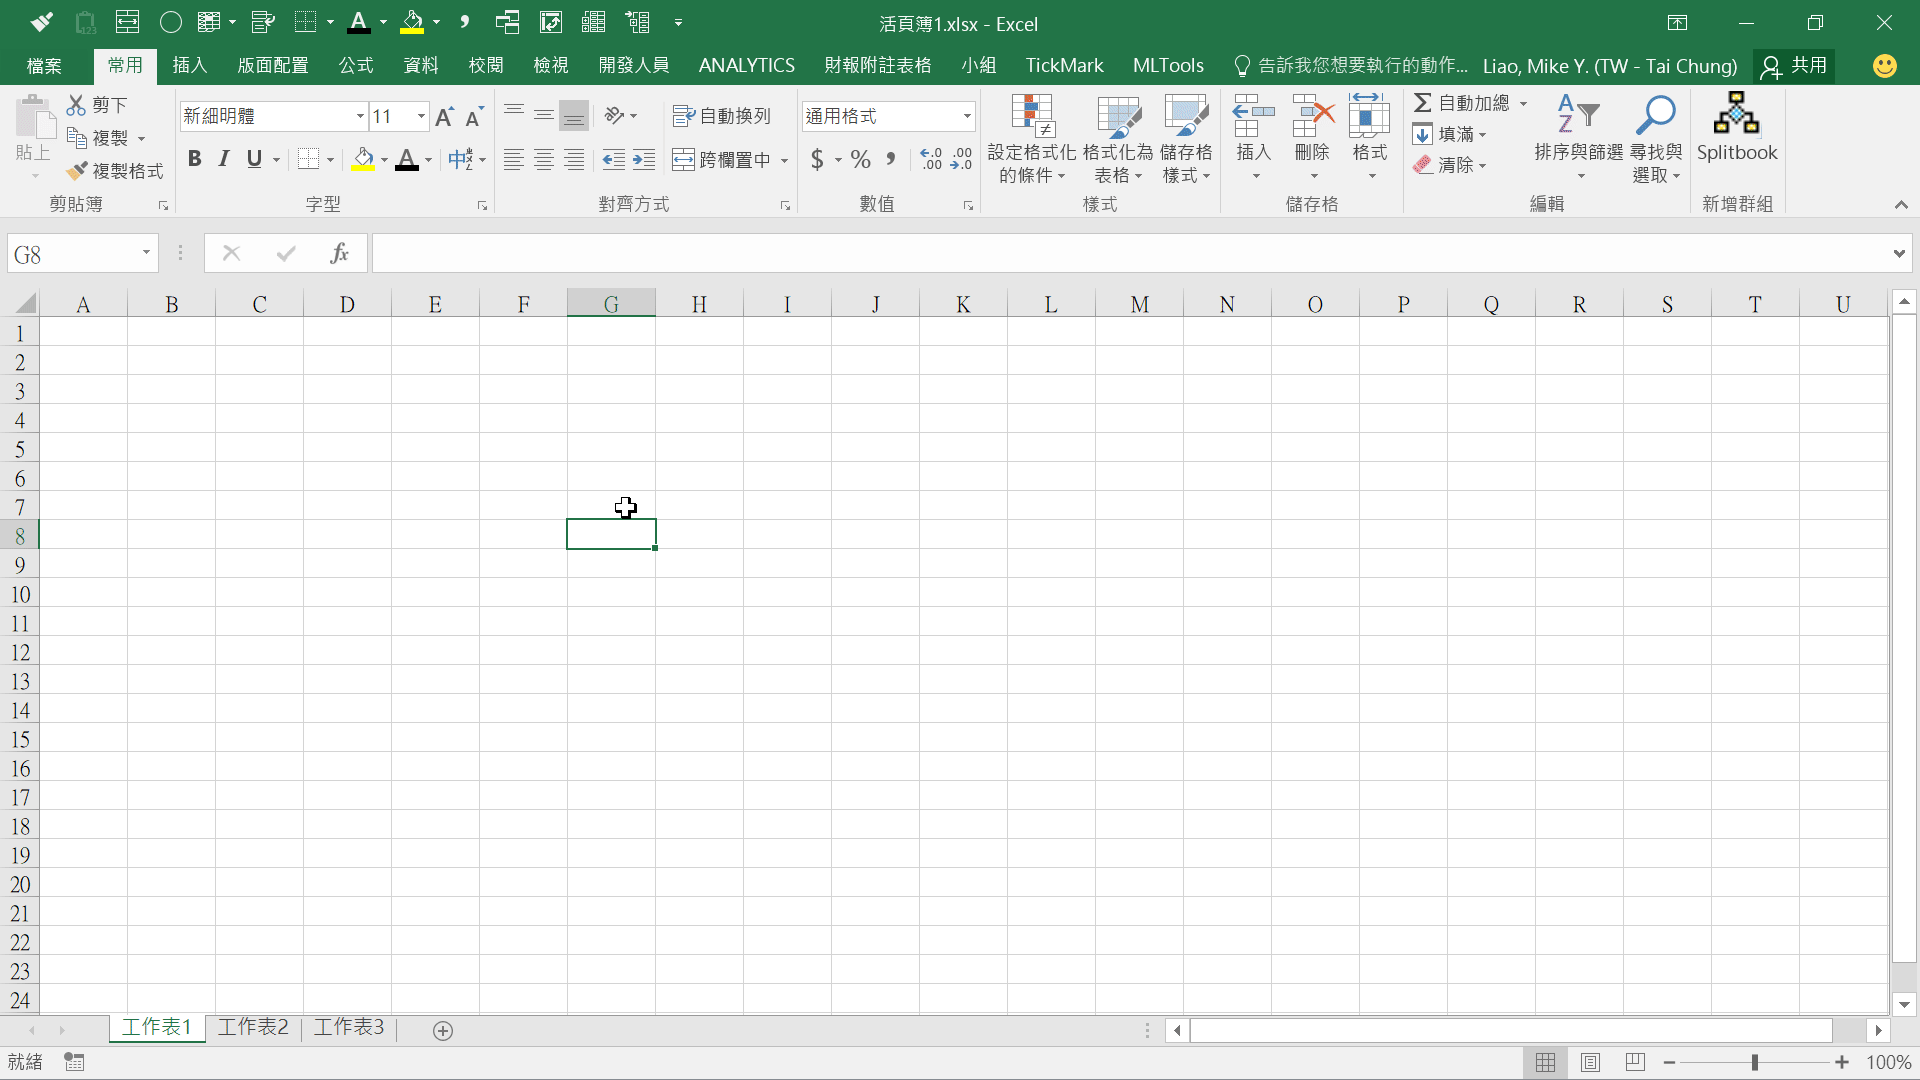 活頁簿1.xlsx - Excel
檔案 常用 插入 版面配置 公式 資料 校閱 檢視 開發人員 ANALYTICS 財報附註表格 小組 TickMark MLTools 告訴我您想要執行的動作... Liao, Mike Y. (TW - Tai Chung) 共用
貼上
剪下
複製
複製格式
剪貼簿
新細明體 11
B I U A 中
字型
自動換列
跨欄置中
對齊方式
通用格式
$ % , .00
數值
設定格式化的條件
格式化為表格
儲存格樣式
樣式
插入 刪除 格式
儲存格
Σ 自動加總
填滿
清除
排序與篩選
尋找與選取
編輯
Splitbook
新增群組
G8 fx
A B C D E F G H I J K L M N O P Q R S T U
1
2
3
4
5
6
7
8
9
10
11
12
13
14
15
16
17
18
19
20
21
22
23
24
工作表1 工作表2 工作表3
就緒 100%